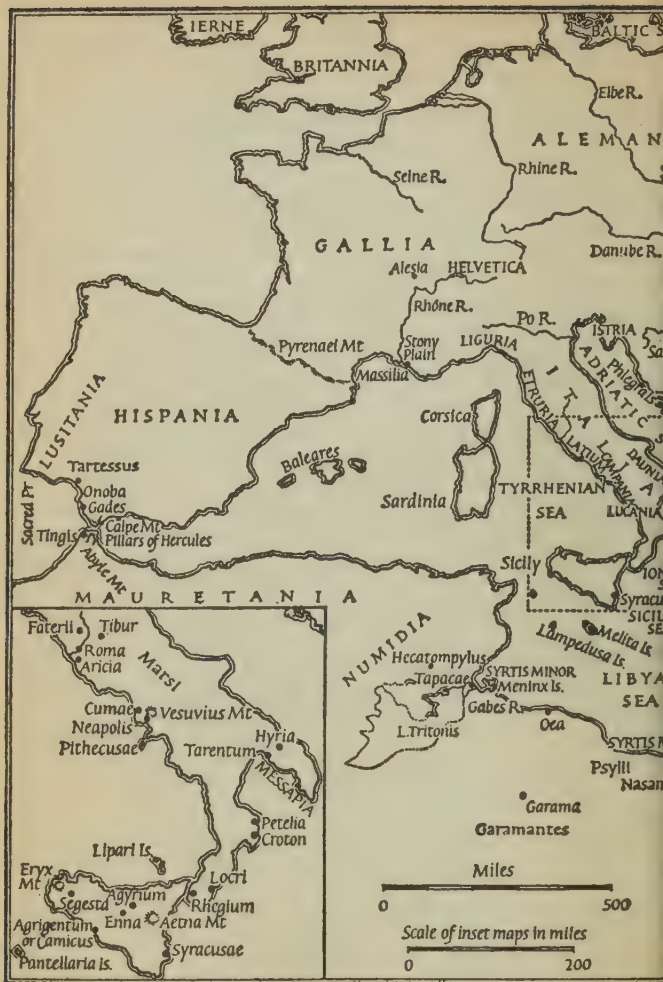 IERNE
BALTIC S
BRITANNIA
Elbe R.
ALEMAN
Seine R.
Rhine R.
GALLIA
Danube R.
Alesia
HELVETICA
Rhône R.
Po R.
ISTRIA
Stony
Plain
LIGURIA
Pyrenaei Mt
Massilia
ADRIATIC S
ITALIA
ETRURIA
LUSITANIA
HISPANIA
Corsica
LATIUM
CAMPANIA
DAUNIA
Baleares
Tartessus
Onoba
Gades
Sardinia
TYRRHENIAN
SEA
LUCANIA
Sacred Pr
Calpe Mt
Tingis
Pillars of Hercules
Abyle Mt
Sicily
MAURETANIA
Syracu
SICIL
SE
Melita Is.
Lampedusa Is.
NUMIDIA
Hecatompylus
SYRTIS MINOR
Tapacae
Meninx Is.
LIBYA
SEA
Gabes R.
L.Tritonis
Oea
SYRTIS M
Psylli
Nasam
Garama
Garamantes
Faterii
Tibur
Roma
Aricia
Marsi
Cumae
Vesuvius Mt
Neapolis
Pithecusae
Hyria
Tarentum
MESSAPIA
Petelia
Croton
Lipari Is.
Locri
Eryx
Mt
Segesta
Agyrium
Rhegium
Enna
Aetna Mt
Agrigentum
or Camicus
Syracusae
Pantellaria Is.
Miles
0 500
Scale of inset maps in miles
0 200